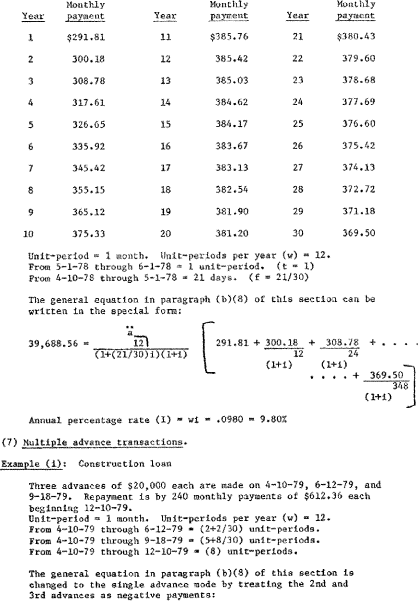 Monthly Monthly Monthly
Year payment Year payment Year payment
1 $291.81 11 $385.76 21 $380.43
2 300.18 12 385.42 22 379.60
3 308.78 13 385.03 23 378.68
4 317.61 14 384.62 24 377.69
5 326.65 15 384.17 25 376.60
6 335.92 16 383.67 26 375.42
7 345.42 17 383.13 27 374.13
8 355.15 18 382.54 28 372.72
9 365.12 19 381.90 29 371.18
10 375.33 20 381.20 30 369.50
Unit-period = 1 month. Unit-periods per year (w) = 12.
From 5-1-78 through 6-1-78 = 1 unit-period. (t = 1)
From 4-10-78 through 5-1-78 = 21 days. (f = 21/30)
The general equation in paragraph (b)(8) of this section can be
written in the special form:
39,688.56 = ä 12⌉ / (1+(21/30)i)(1+i) [ 291.81 + 300.18 / (1+i)^12 + 308.78 / (1+i)^24 + . . . .
. . . . + 369.50 / (1+i)^348 ]
Annual percentage rate (I) = wi = .0980 = 9.80%
(7) Multiple advance transactions.
Example (i): Construction loan
Three advances of $20,000 each are made on 4-10-79, 6-12-79, and
9-18-79. Repayment is by 240 monthly payments of $612.36 each
beginning 12-10-79.
Unit-period = 1 month. Unit-periods per year (w) = 12.
From 4-10-79 through 6-12-79 = (2+2/30) unit-periods.
From 4-10-79 through 9-18-79 = (5+8/30) unit-periods.
From 4-10-79 through 12-10-79 = (8) unit-periods.
The general equation in paragraph (b)(8) of this section is
changed to the single advance mode by treating the 2nd and
3rd advances as negative payments: